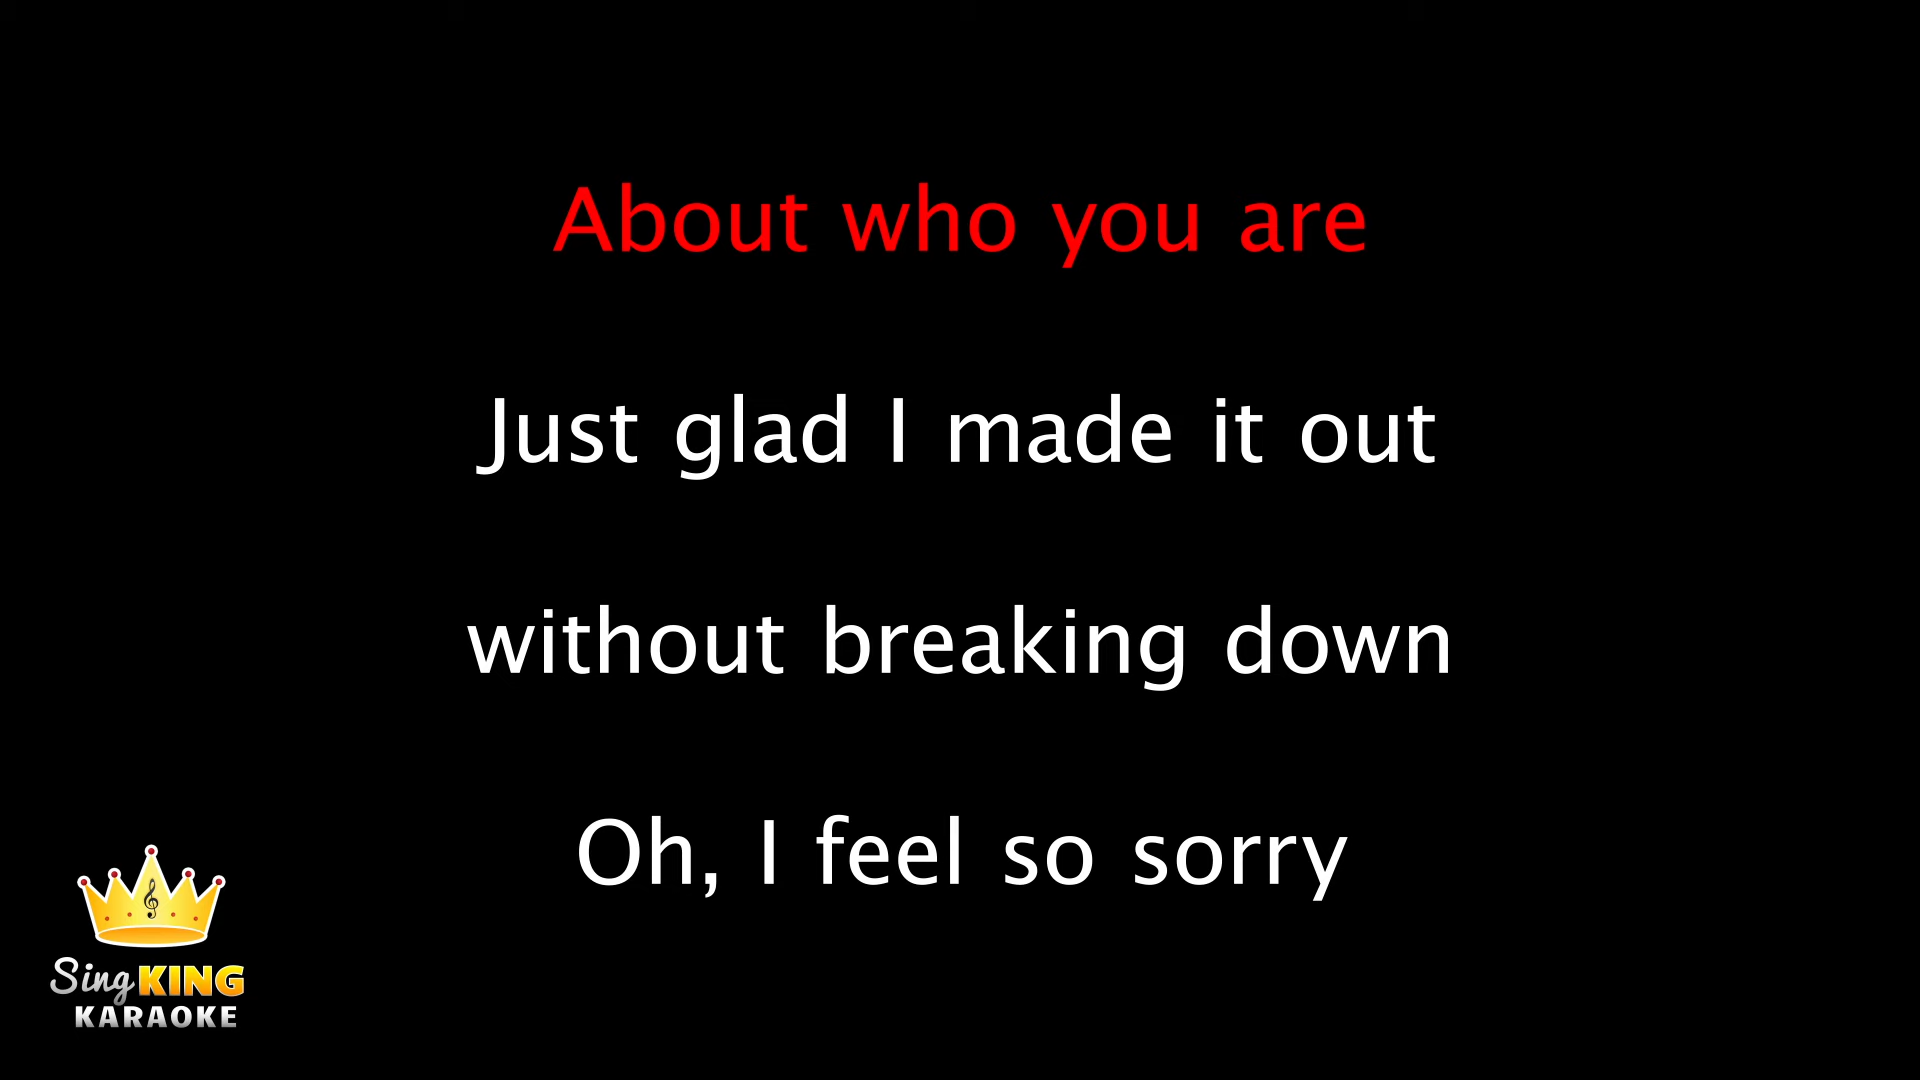 About who you are
Just glad I made it out
without breaking down
Oh, I feel so sorry
Sing KING
KARAOKE